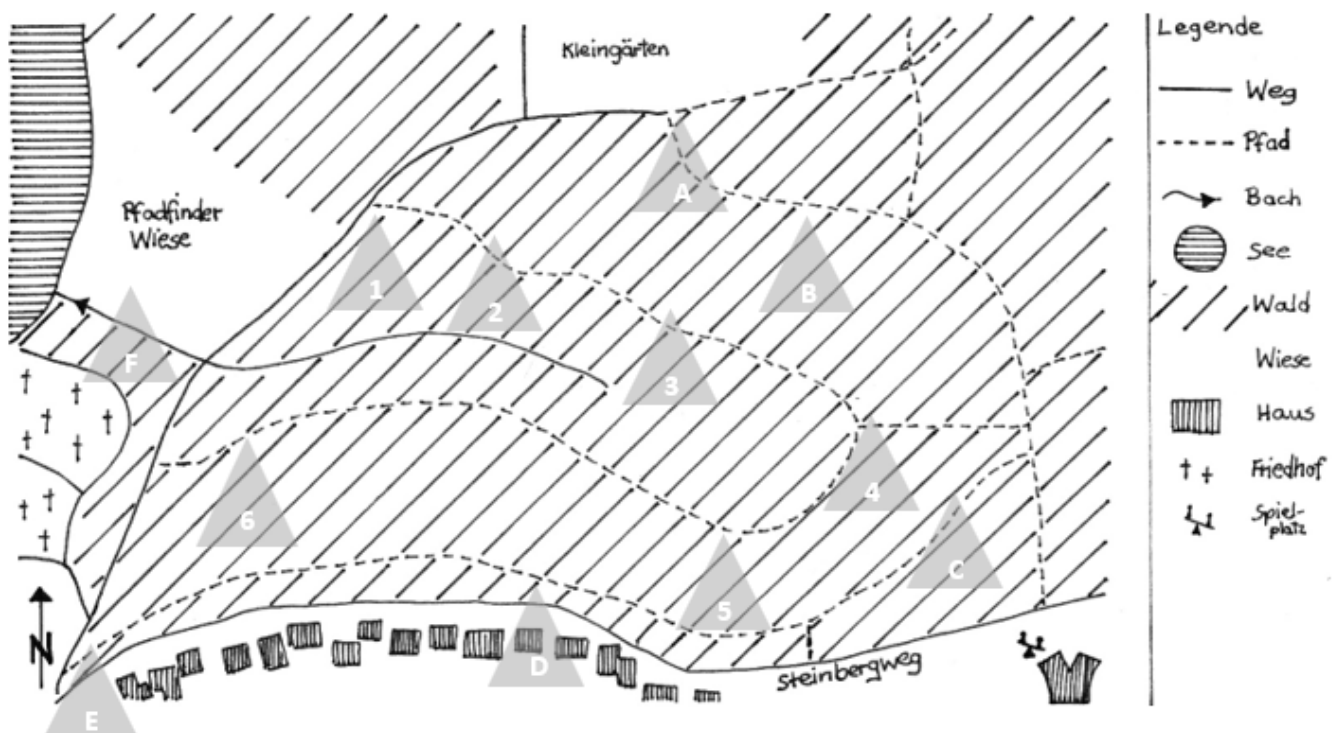 Kleingärten
Pfadfinder
Wiese
A
B
1
2
3
F
4
6
5
C
D
E
N
Steinbergweg
Legende
Weg
Pfad
Bach
See
Wald
Wiese
Haus
Friedhof
Spiel-
platz